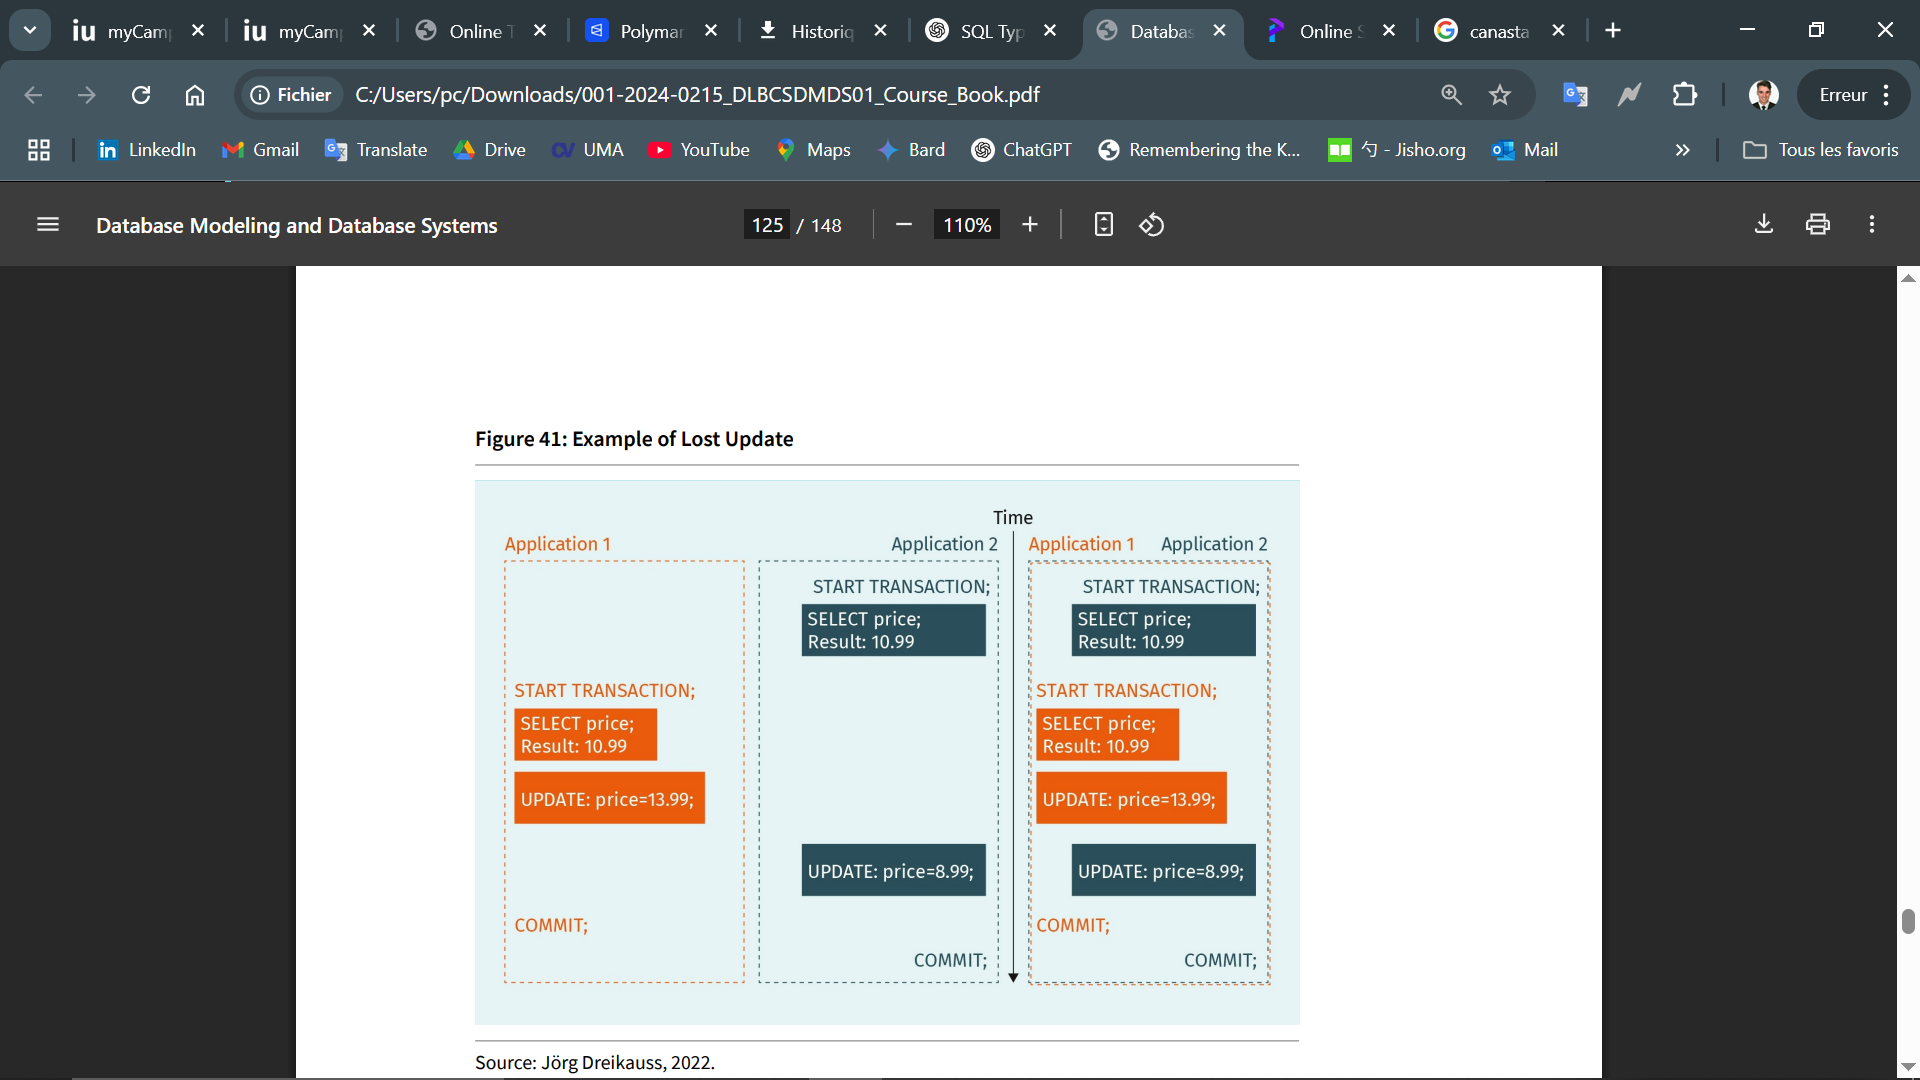 iu myCam
iu myCam
Online T
Polymar
Historiq
SQL Typ
Databas
Online S
canasta
Fichier
C:/Users/pc/Downloads/001-2024-0215_DLBCSDMDS01_Course_Book.pdf
Erreur
LinkedIn
Gmail
Translate
Drive
UMA
YouTube
Maps
Bard
ChatGPT
Remembering the K...
勺 - Jisho.org
Mail
Tous les favoris
Database Modeling and Database Systems
125 / 148
110%
Figure 41: Example of Lost Update
Time
Application 1
Application 2
Application 1
Application 2
START TRANSACTION;
START TRANSACTION;
SELECT price;
Result: 10.99
SELECT price;
Result: 10.99
START TRANSACTION;
START TRANSACTION;
SELECT price;
Result: 10.99
SELECT price;
Result: 10.99
UPDATE: price=13.99;
UPDATE: price=13.99;
UPDATE: price=8.99;
UPDATE: price=8.99;
COMMIT;
COMMIT;
COMMIT;
COMMIT;
Source: Jörg Dreikauss, 2022.